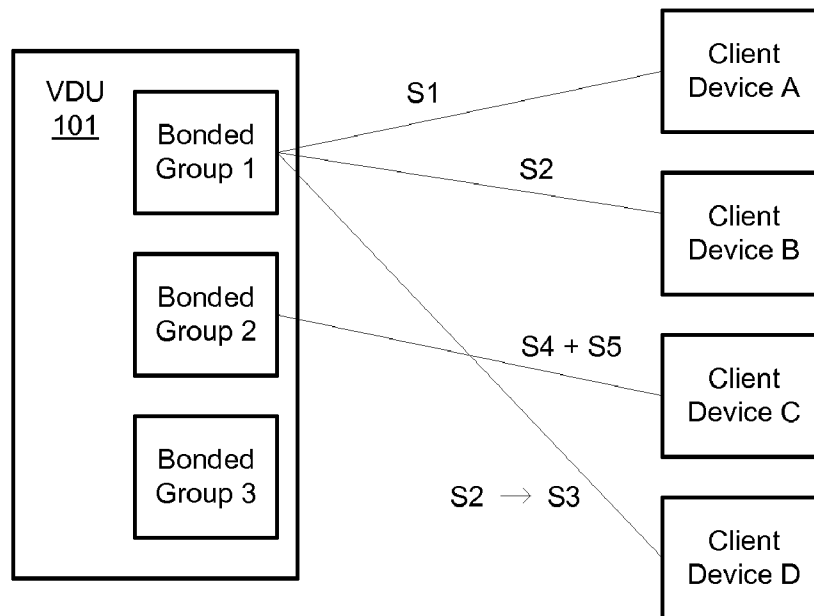 VDU
101
Bonded
Group 1
Bonded
Group 2
Bonded
Group 3
S1
S2
S4 + S5
S2 → S3
Client
Device A
Client
Device B
Client
Device C
Client
Device D